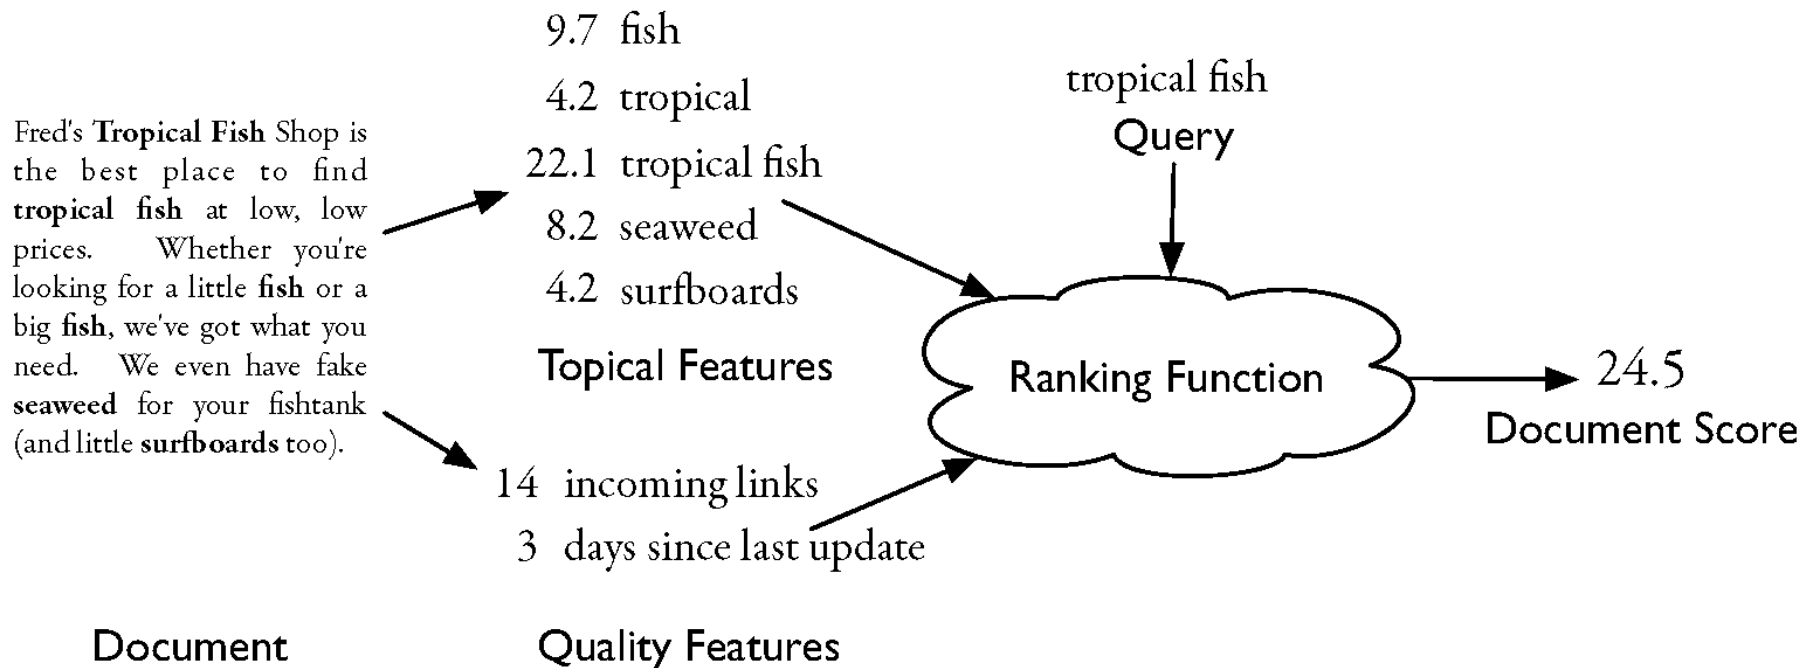 Fred's Tropical Fish Shop is
the best place to find
tropical fish at low, low
prices. Whether you're
looking for a little fish or a
big fish, we've got what you
need. We even have fake
seaweed for your fishtank
(and little surfboards too).
Document
9.7 fish
4.2 tropical
22.1 tropical fish
8.2 seaweed
4.2 surfboards
Topical Features
14 incoming links
3 days since last update
Quality Features
tropical fish
Query
Ranking Function
24.5
Document Score